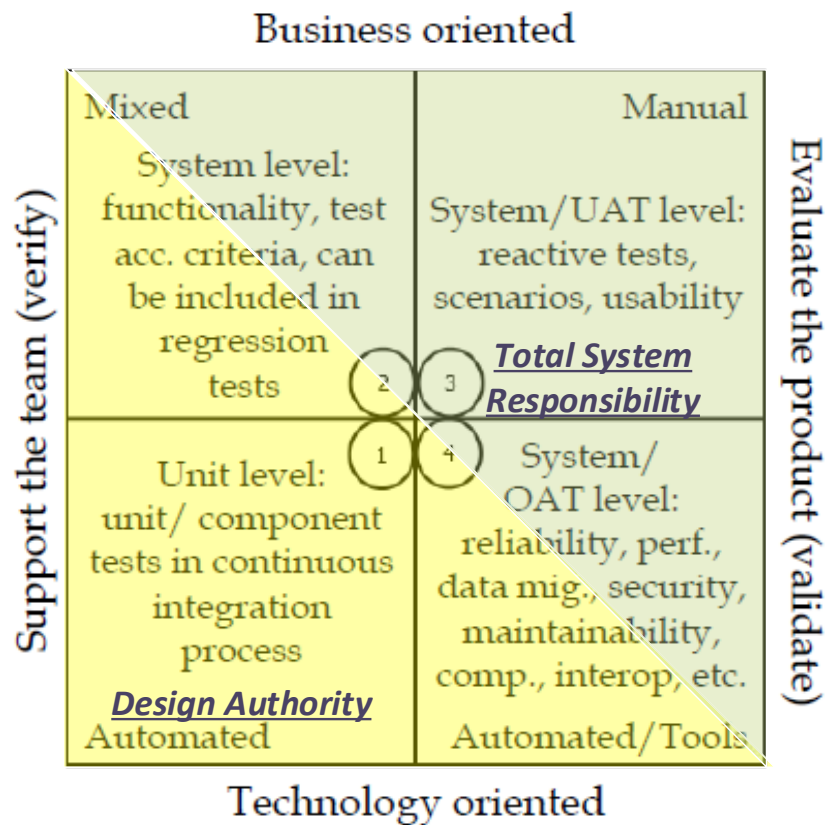 Business oriented
Support the team (verify)
Mixed
System level:
functionality, test
acc. criteria, can
be included in
regression
tests
2
Manual
System/UAT level:
reactive tests,
scenarios, usability
3
Total System
Responsibility
1
Unit level:
unit/ component
tests in continuous
integration
process
Design Authority
Automated
4
System/
OAT level:
reliability, perf.,
data mig., security,
maintainability,
comp., interop, etc.
Automated/Tools
Evaluate the product (validate)
Technology oriented